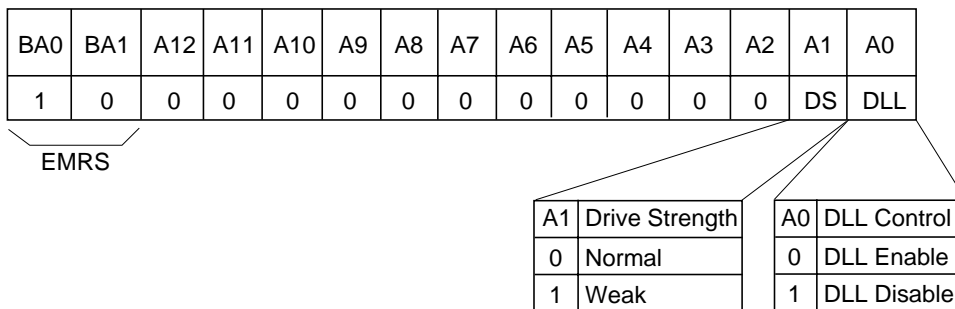 BA0 BA1 A12 A11 A10 A9 A8 A7 A6 A5 A4 A3 A2 A1 A0
1 0 0 0 0 0 0 0 0 0 0 0 0 DS DLL
EMRS
A1 Drive Strength
0 Normal
1 Weak
A0 DLL Control
0 DLL Enable
1 DLL Disable